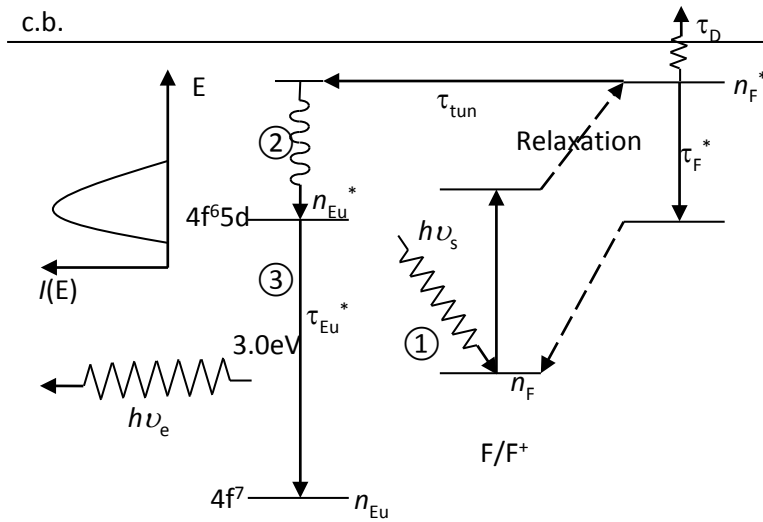 c.b.
τD
E
τtun
nF*
②
Relaxation
τF*
nEu*
4f⁶5d
hυs
I(E)
③
τEu*
①
3.0eV
nF
hυe
F/F⁺
4f⁷
nEu